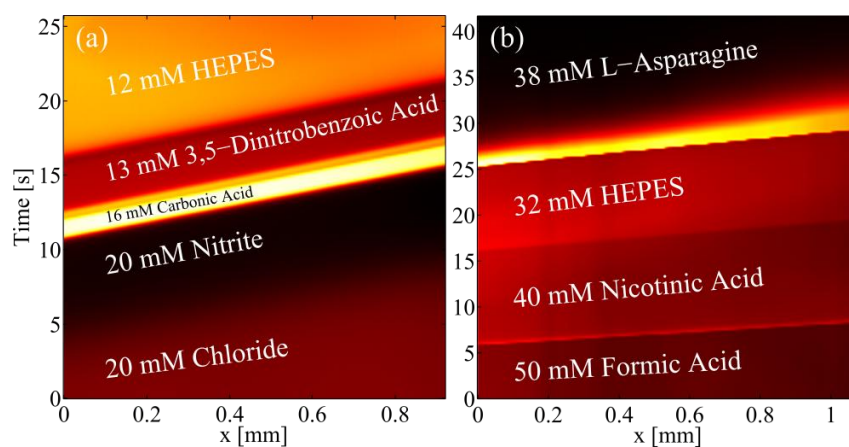 (a)
25
20
15
10
5
0
Time [s]
12 mM HEPES
13 mM 3,5−Dinitrobenzoic Acid
16 mM Carbonic Acid
20 mM Nitrite
20 mM Chloride
0 0.2 0.4 0.6 0.8
x [mm]
(b)
40
35
30
25
20
15
10
5
0
38 mM L−Asparagine
32 mM HEPES
40 mM Nicotinic Acid
50 mM Formic Acid
0 0.2 0.4 0.6 0.8 1
x [mm]